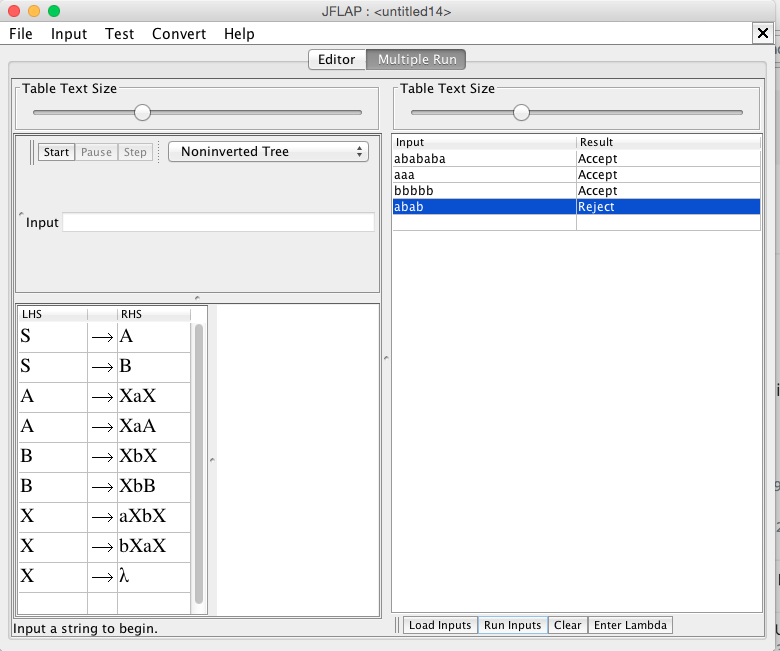 JFLAP : <untitled14>
File Input Test Convert Help
Editor Multiple Run
Table Text Size
Start Pause Step Noninverted Tree
Input
LHS RHS
S → A
S → B
A → XaX
A → XaA
B → XbX
B → XbB
X → aXbX
X → bXaX
X → λ
Input a string to begin.
Table Text Size
Input Result
abababa Accept
aaa Accept
bbbbb Accept
abab Reject
Load Inputs Run Inputs Clear Enter Lambda